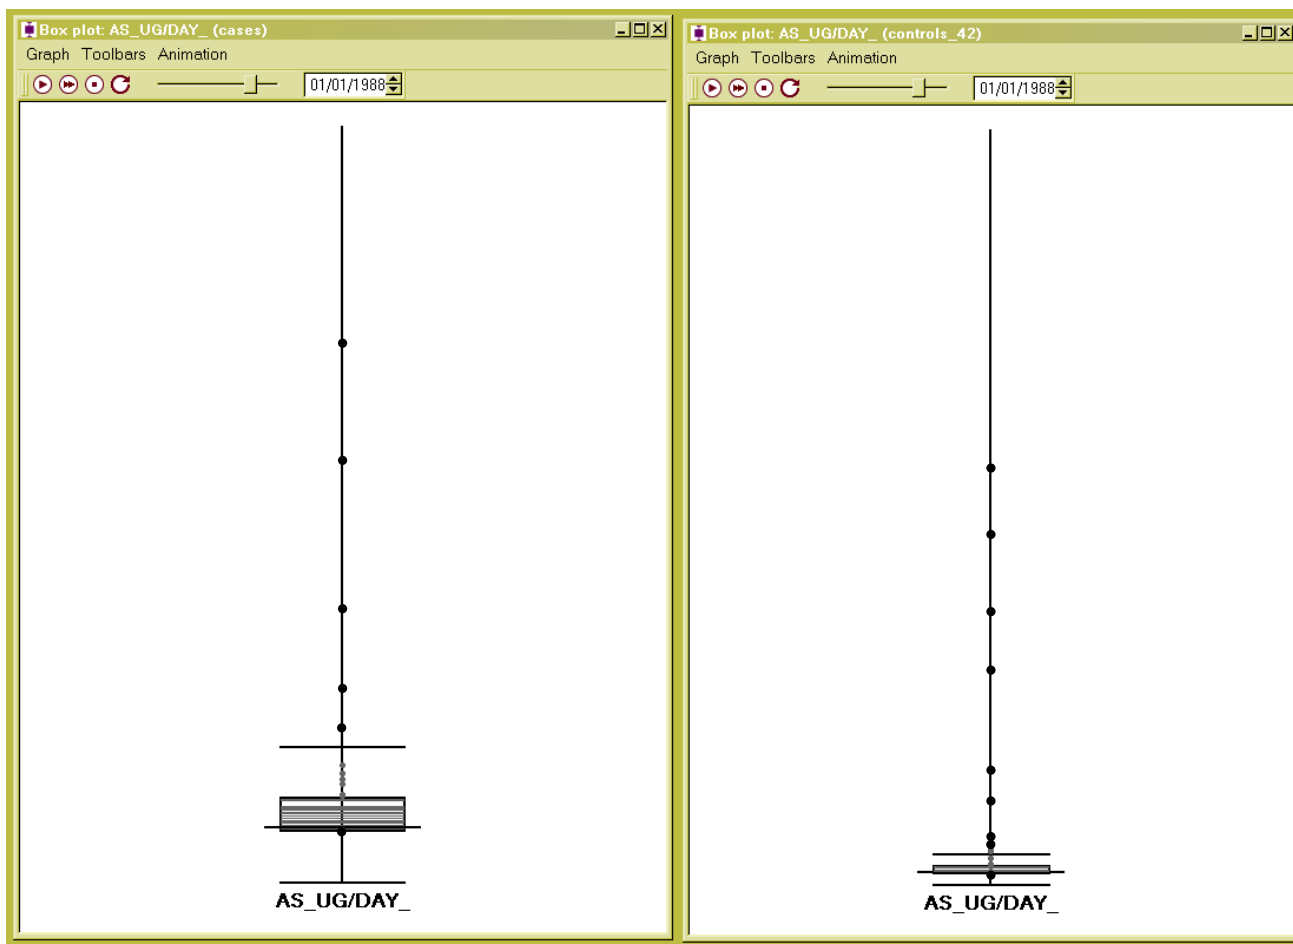 Box plot: AS_UG/DAY_ (cases)
Graph Toolbars Animation
01/01/1988
AS_UG/DAY_
Box plot: AS_UG/DAY_ (controls_42)
Graph Toolbars Animation
01/01/1988
AS_UG/DAY_